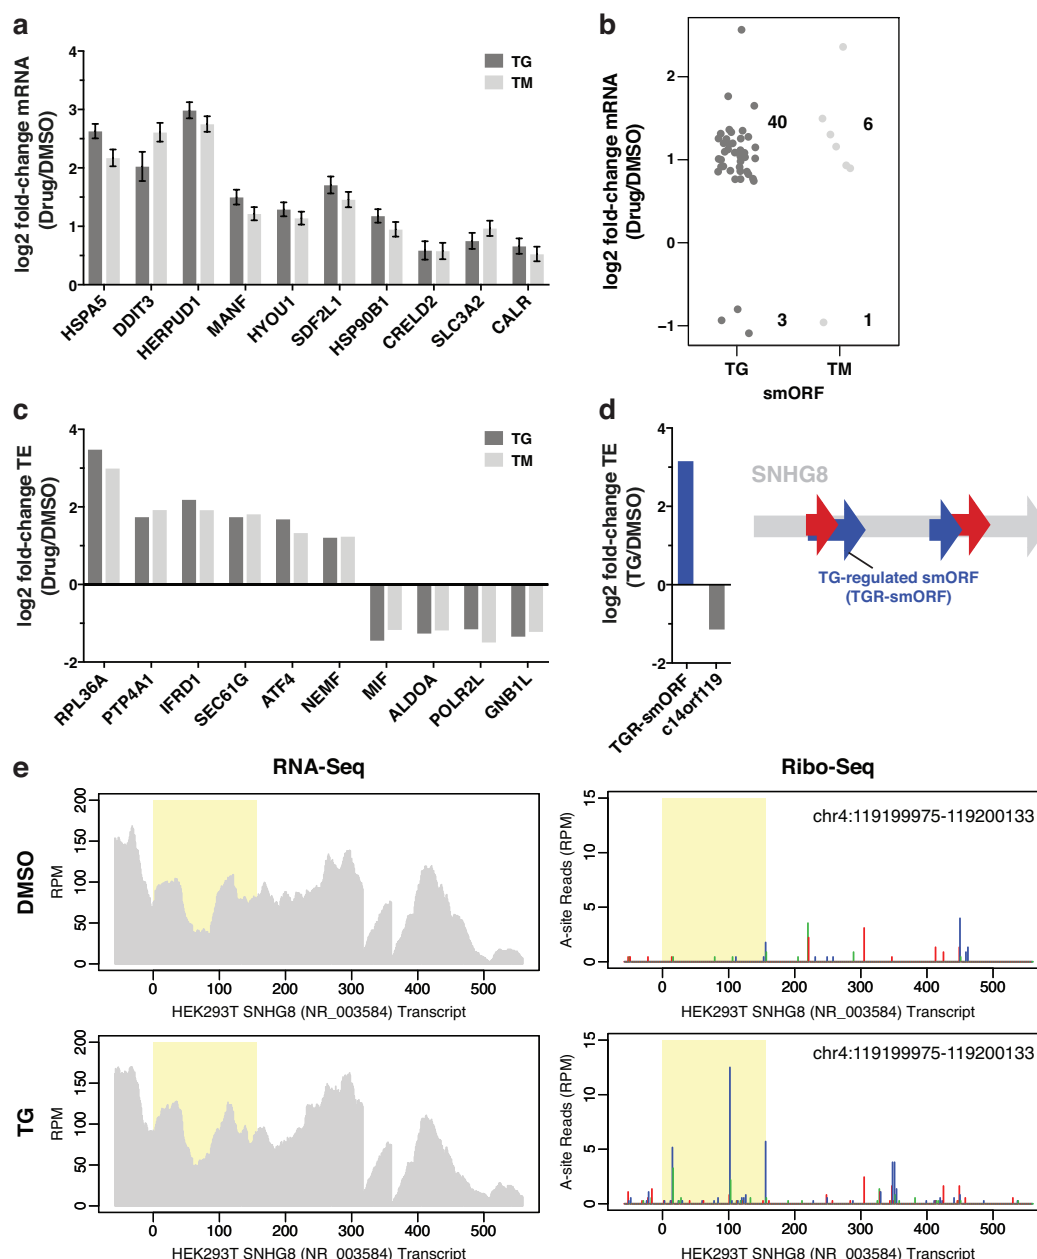 a
log2 fold-change mRNA
(Drug/DMSO)
4
3
2
1
0
TG
TM
HSPA5
DDIT3
HERPUD1
MANF
HYOU1
SDF2L1
HSP90B1
CRELD2
SLC3A2
CALR
b
log2 fold-change mRNA
(Drug/DMSO)
2
1
0
−1
40
6
3
1
TG
TM
smORF
c
log2 fold-change TE
(Drug/DMSO)
4
2
0
-2
TG
TM
RPL36A
PTP4A1
IFRD1
SEC61G
ATF4
NEMF
MIF
ALDOA
POLR2L
GNB1L
d
log2 fold-change TE
(TG/DMSO)
4
2
0
-2
TGR-smORF
c14orf119
SNHG8
TG-regulated smORF
(TGR-smORF)
e
RNA-Seq
Ribo-Seq
DMSO
RPM
200
150
100
50
0
0
100
200
300
400
500
HEK293T SNHG8 (NR_003584) Transcript
A-site Reads (RPM)
15
10
5
0
chr4:119199975-119200133
0
100
200
300
400
500
HEK293T SNHG8 (NR_003584) Transcript
TG
RPM
200
150
100
50
0
0
100
200
300
400
500
HEK293T SNHG8 (NR_003584) Transcript
A-site Reads (RPM)
15
10
5
0
chr4:119199975-119200133
0
100
200
300
400
500
HEK293T SNHG8 (NR_003584) Transcript